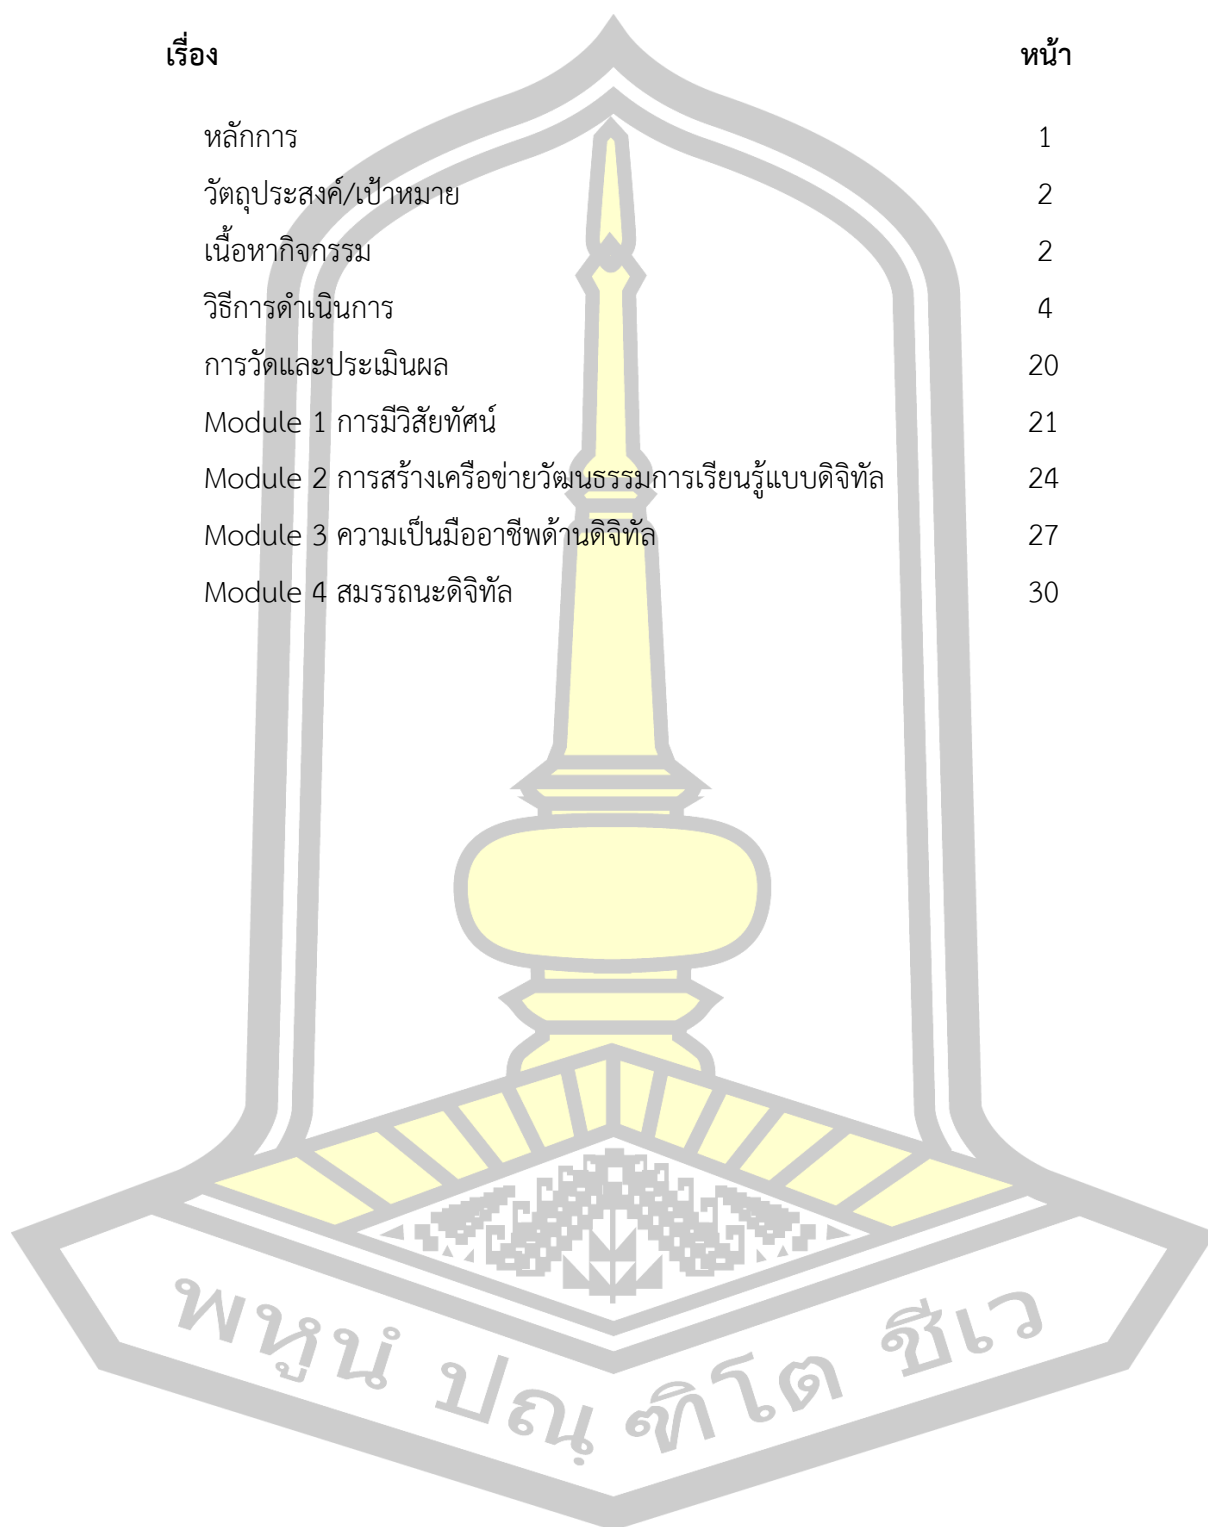 เรื่อง หน้า
หลักการ 1
วัตถุประสงค์/เป้าหมาย 2
เนื้อหากิจกรรม 2
วิธีการดำเนินการ 4
การวัดและประเมินผล 20
Module 1 การมีวิสัยทัศน์ 21
Module 2 การสร้างเครือข่ายวัฒนธรรมการเรียนรู้แบบดิจิทัล 24
Module 3 ความเป็นมืออาชีพด้านดิจิทัล 27
Module 4 สมรรถนะดิจิทัล 30
พหูนํ ปณฺฑิโต ชีเว